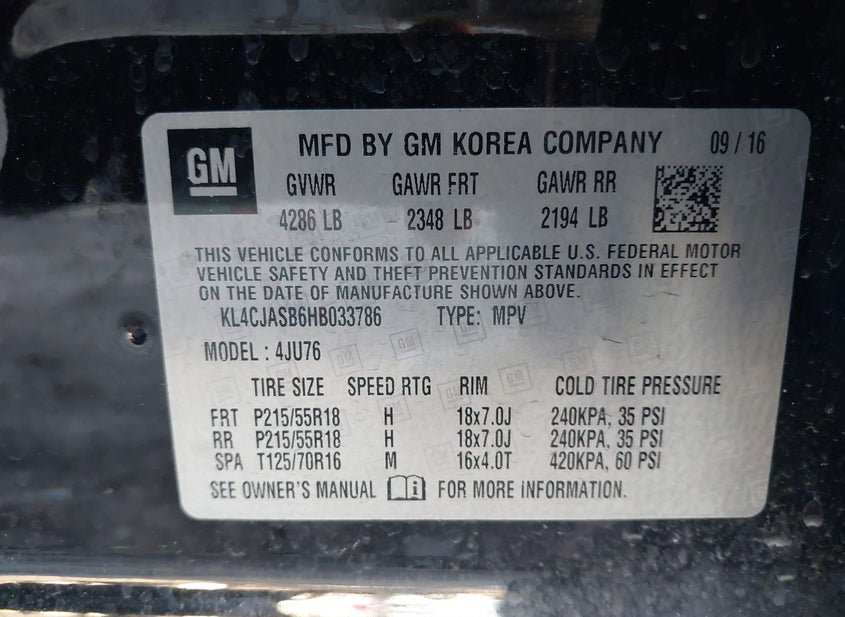 GM
MFD BY GM KOREA COMPANY 09 / 16
GVWR GAWR FRT GAWR RR
4286 LB 2348 LB 2194 LB
THIS VEHICLE CONFORMS TO ALL APPLICABLE U.S. FEDERAL MOTOR
VEHICLE SAFETY AND THEFT PREVENTION STANDARDS IN EFFECT
ON THE DATE OF MANUFACTURE SHOWN ABOVE.
KL4CJASB6HB033786 TYPE: MPV
MODEL : 4JU76
TIRE SIZE SPEED RTG RIM COLD TIRE PRESSURE
FRT P215/55R18 H 18x7.0J 240KPA, 35 PSI
RR P215/55R18 H 18x7.0J 240KPA, 35 PSI
SPA T125/70R16 M 16x4.0T 420KPA, 60 PSI
SEE OWNER'S MANUAL i FOR MORE INFORMATION.